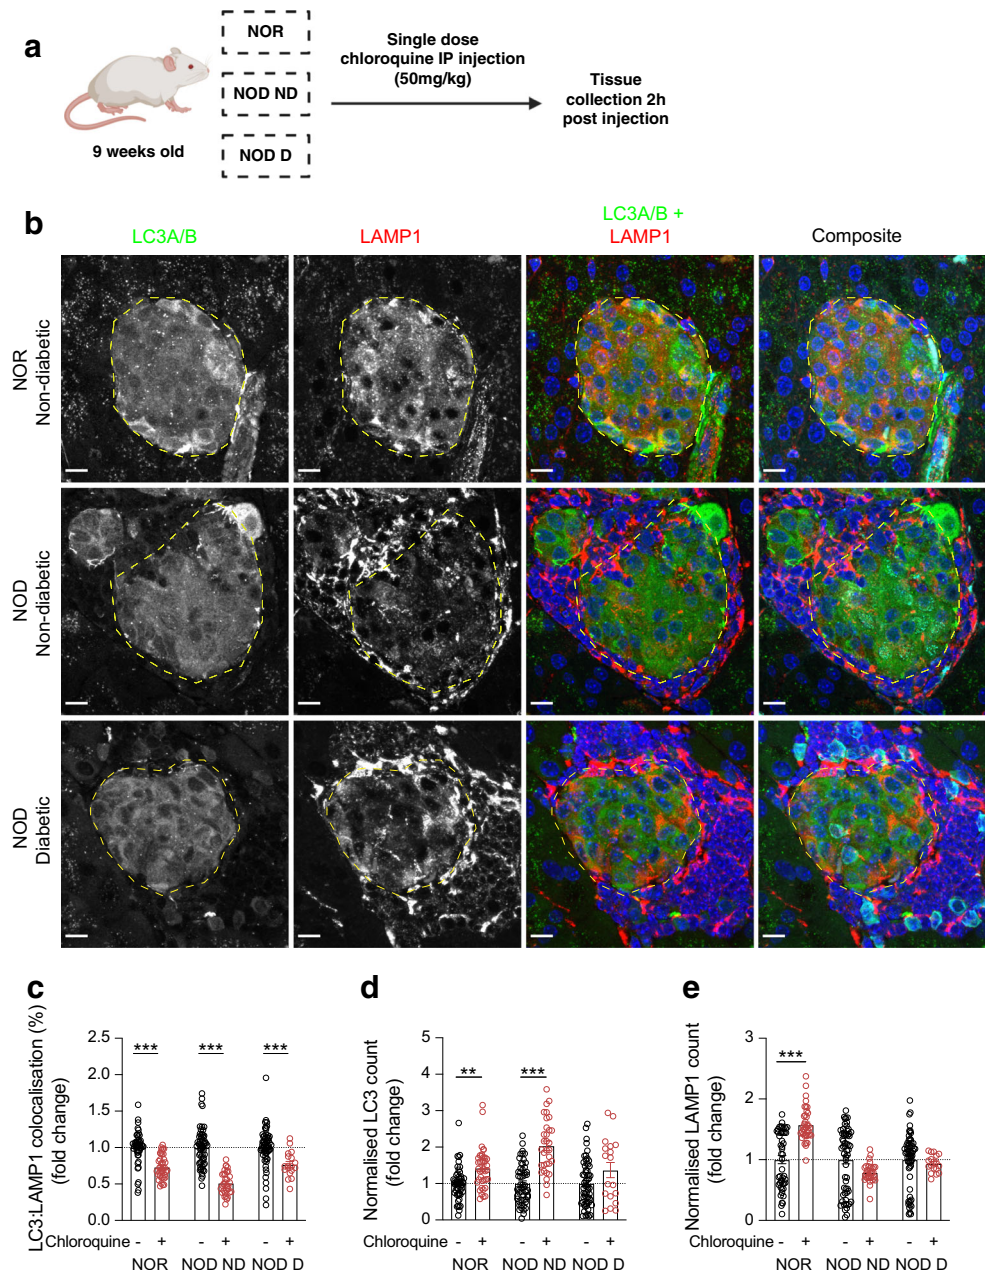 a
NOR
NOD ND
NOD D
9 weeks old
Single dose
chloroquine IP injection
(50mg/kg)
Tissue
collection 2h
post injection
b
LC3A/B
LAMP1
LC3A/B +
LAMP1
Composite
NOR
Non-diabetic
NOD
Non-diabetic
NOD
Diabetic
c
LC3:LAMP1 colocalisation (%)
(fold change)
2.5
2.0
1.5
1.0
0.5
0.0
***
***
***
Chloroquine
- + - + - +
NOR NOD ND NOD D
d
Normalised LC3 count
(fold change)
5
4
3
2
1
0
**
***
- + - + - +
NOR NOD ND NOD D
e
Normalised LAMP1 count
(fold change)
3
2
1
0
***
- + - + - +
NOR NOD ND NOD D